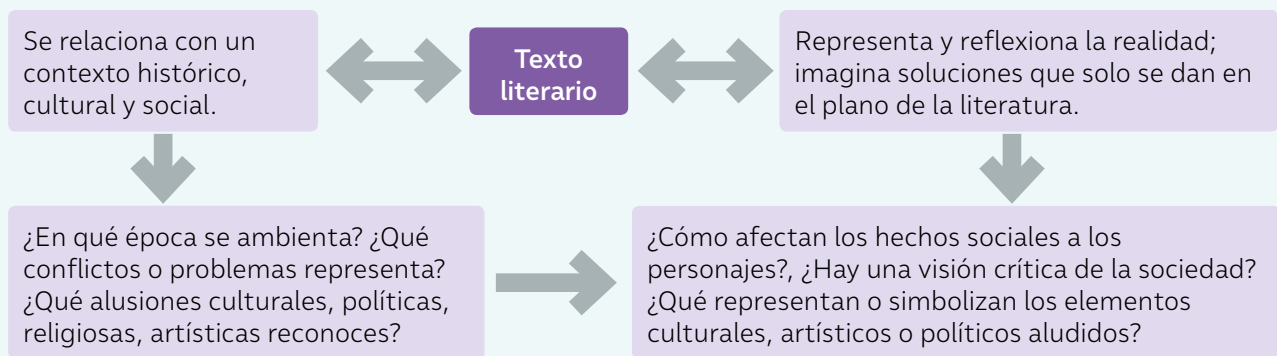 Se relaciona con un
contexto histórico,
cultural y social.
Texto
literario
Representa y reflexiona la realidad;
imagina soluciones que solo se dan en
el plano de la literatura.
¿En qué época se ambienta? ¿Qué
conflictos o problemas representa?
¿Qué alusiones culturales, políticas,
religiosas, artísticas reconoces?
¿Cómo afectan los hechos sociales a los
personajes?, ¿Hay una visión crítica de la sociedad?
¿Qué representan o simbolizan los elementos
culturales, artísticos o políticos aludidos?